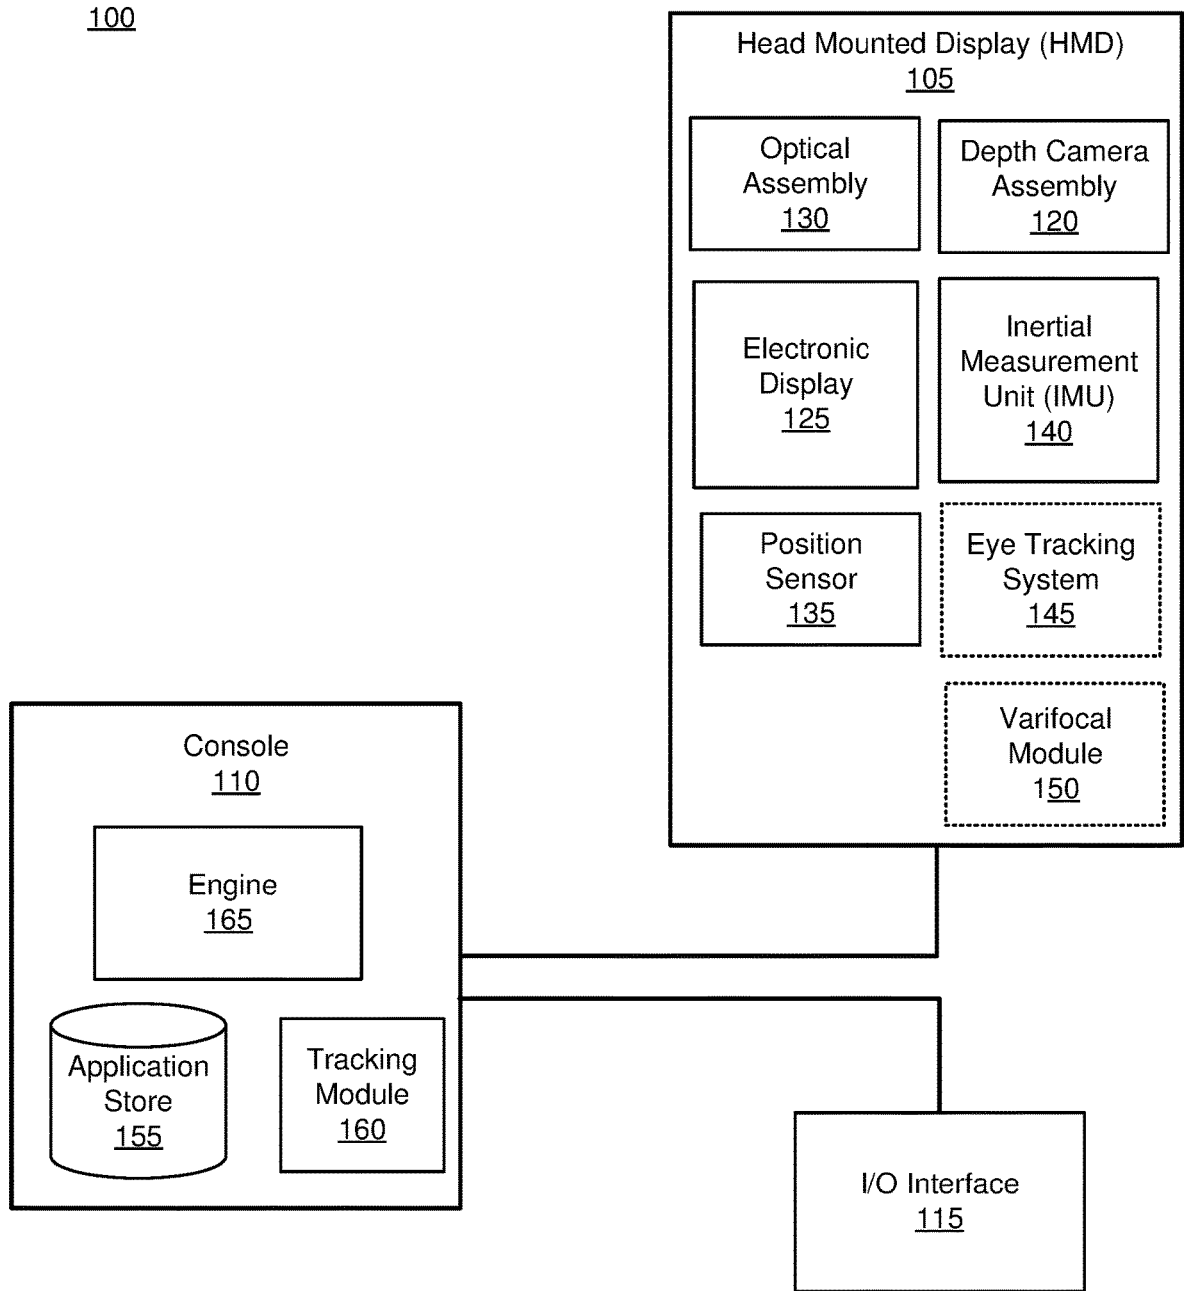 100
Head Mounted Display (HMD)
105
Optical
Assembly
130
Depth Camera
Assembly
120
Electronic
Display
125
Inertial
Measurement
Unit (IMU)
140
Position
Sensor
135
Eye Tracking
System
145
Varifocal
Module
150
Console
110
Engine
165
Application
Store
155
Tracking
Module
160
I/O Interface
115